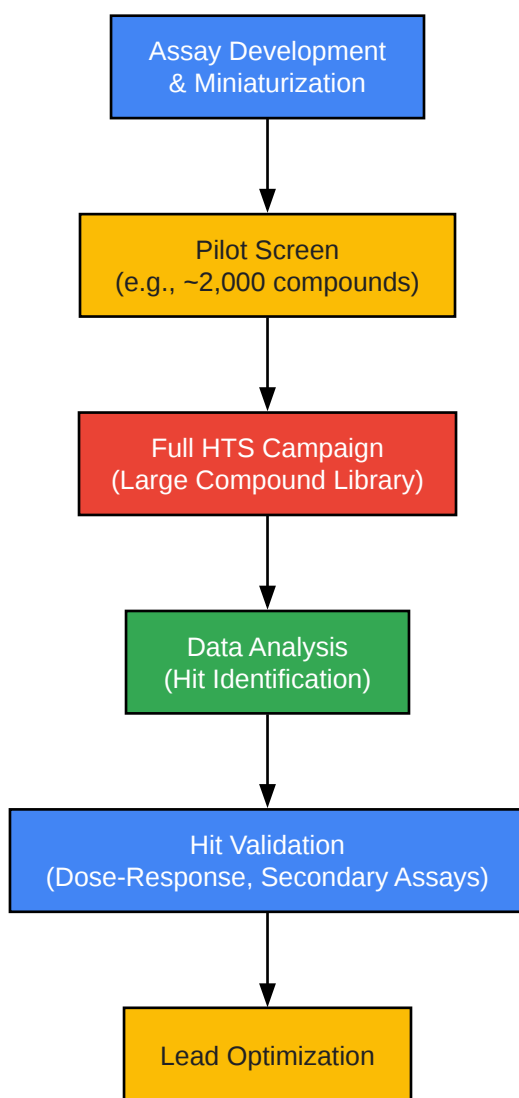 Assay Development
& Miniaturization
Pilot Screen
(e.g., ~2,000 compounds)
Full HTS Campaign
(Large Compound Library)
Data Analysis
(Hit Identification)
Hit Validation
(Dose-Response, Secondary Assays)
Lead Optimization